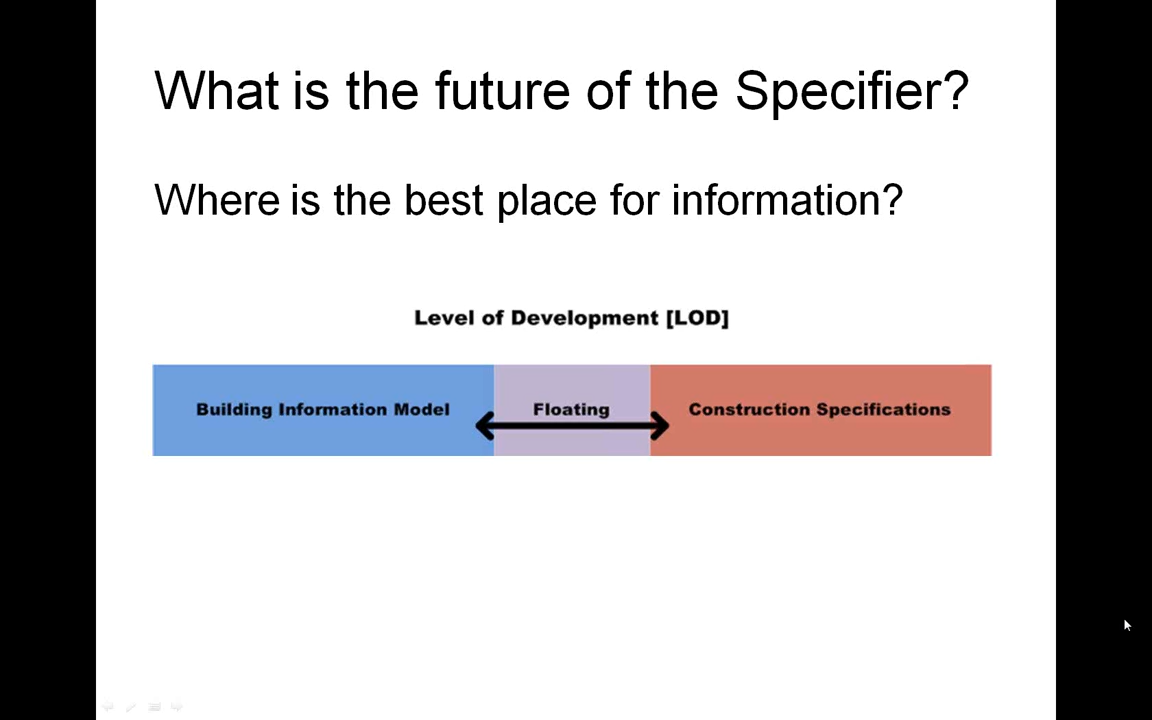 What is the future of the Specifier?
Where is the best place for information?
Level of Development [LOD]
Building Information Model
Floating
Construction Specifications